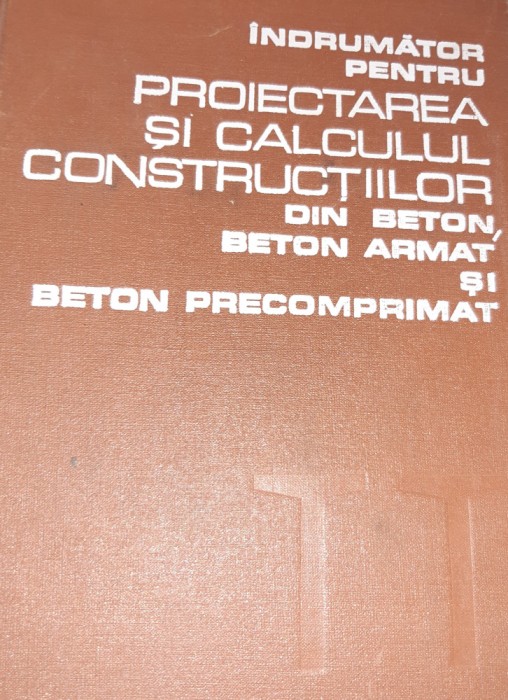 ÎNDRUMĂTOR
PENTRU
PROIECTAREA
ȘI CALCULUL
CONSTRUCȚIILOR
DIN BETON,
BETON ARMAT
ȘI
BETON PRECOMPRIMAT